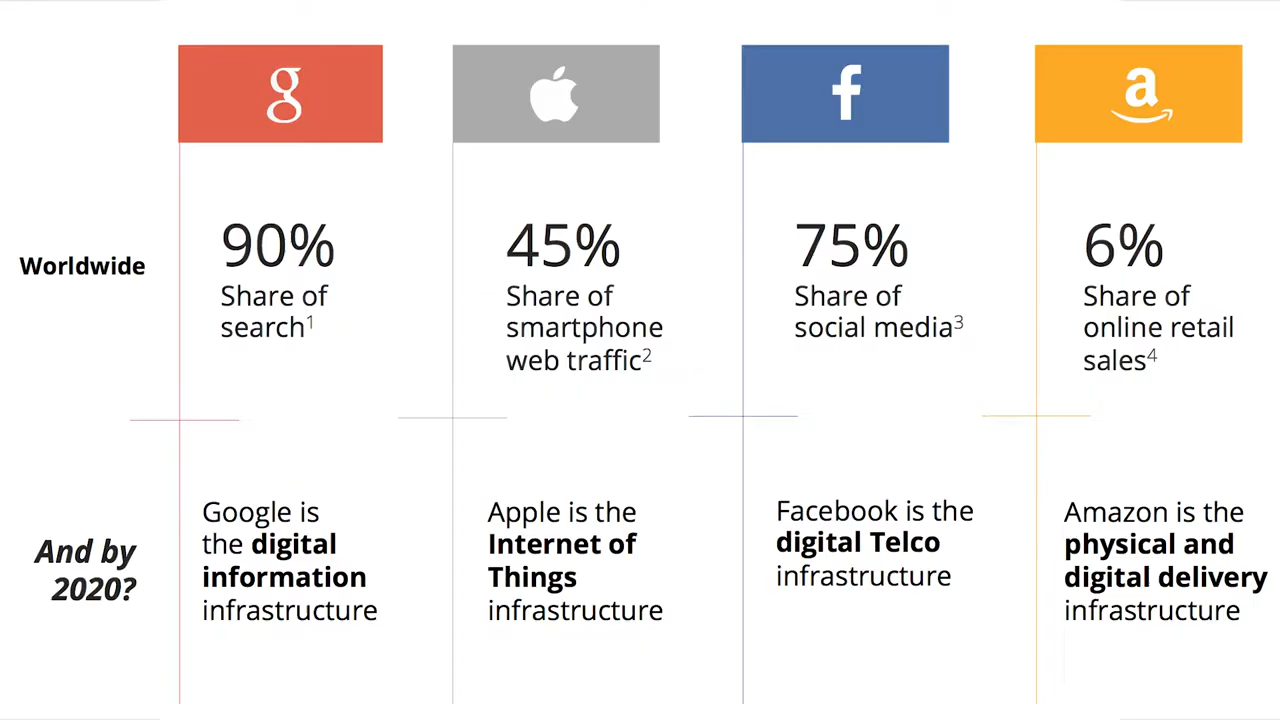 g
f
a
Worldwide
90%
Share of
search1
45%
Share of
smartphone
web traffic2
75%
Share of
social media3
6%
Share of
online retail
sales4
And by
2020?
Google is
the digital
information
infrastructure
Apple is the
Internet of
Things
infrastructure
Facebook is the
digital Telco
infrastructure
Amazon is the
physical and
digital delivery
infrastructure